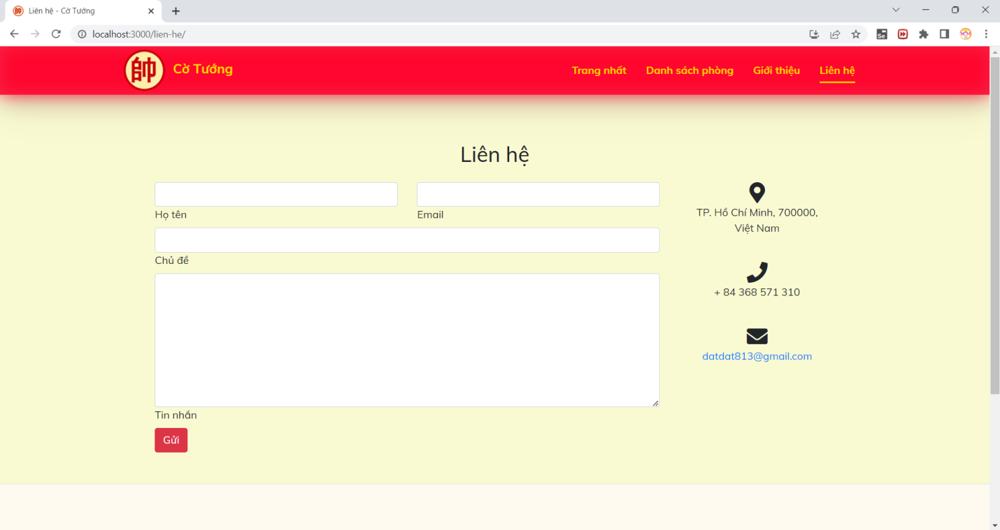 Liên hệ - Cờ Tướng
localhost:3000/lien-he/
帥 Cờ Tướng
Trang nhất Danh sách phòng Giới thiệu Liên hệ
Liên hệ
Họ tên Email
Chủ đề
Tin nhắn
Gửi
TP. Hồ Chí Minh, 700000,
Việt Nam
+ 84 368 571 310
datdat813@gmail.com